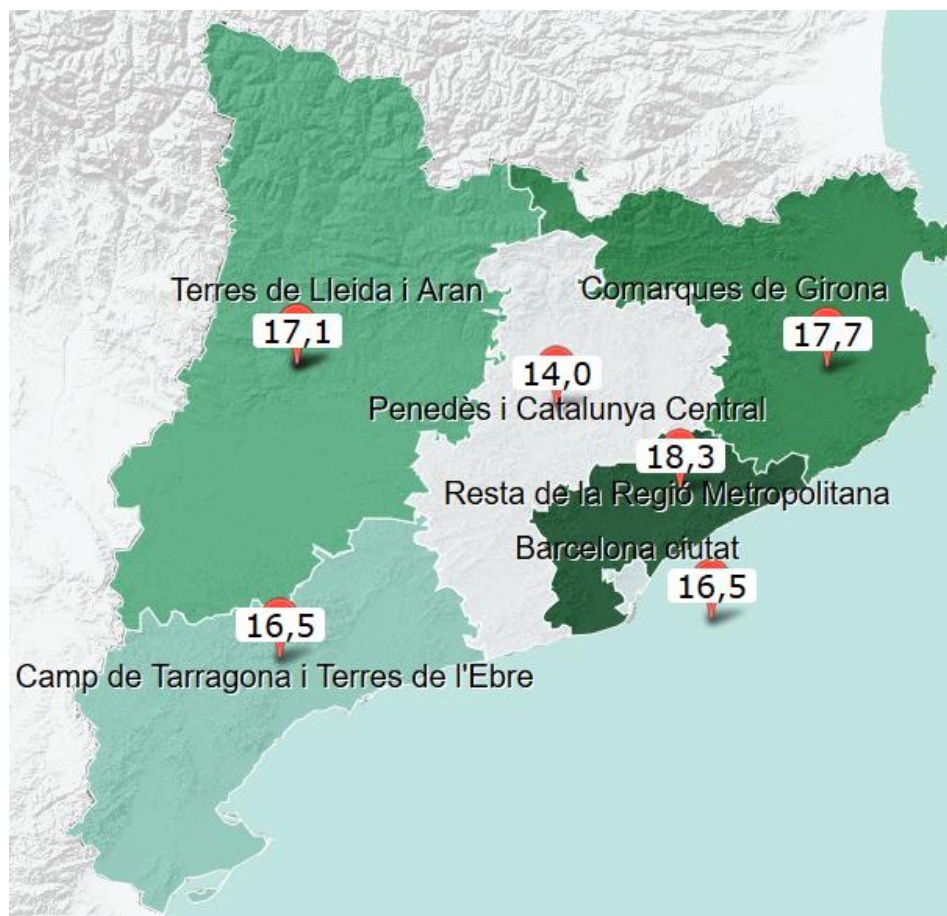 Terres de Lleida i Aran
17,1
Comarques de Girona
17,7
14,0
Penedès i Catalunya Central
18,3
Resta de la Regió Metropolitana
Barcelona ciutat
16,5
16,5
Camp de Tarragona i Terres de l'Ebre